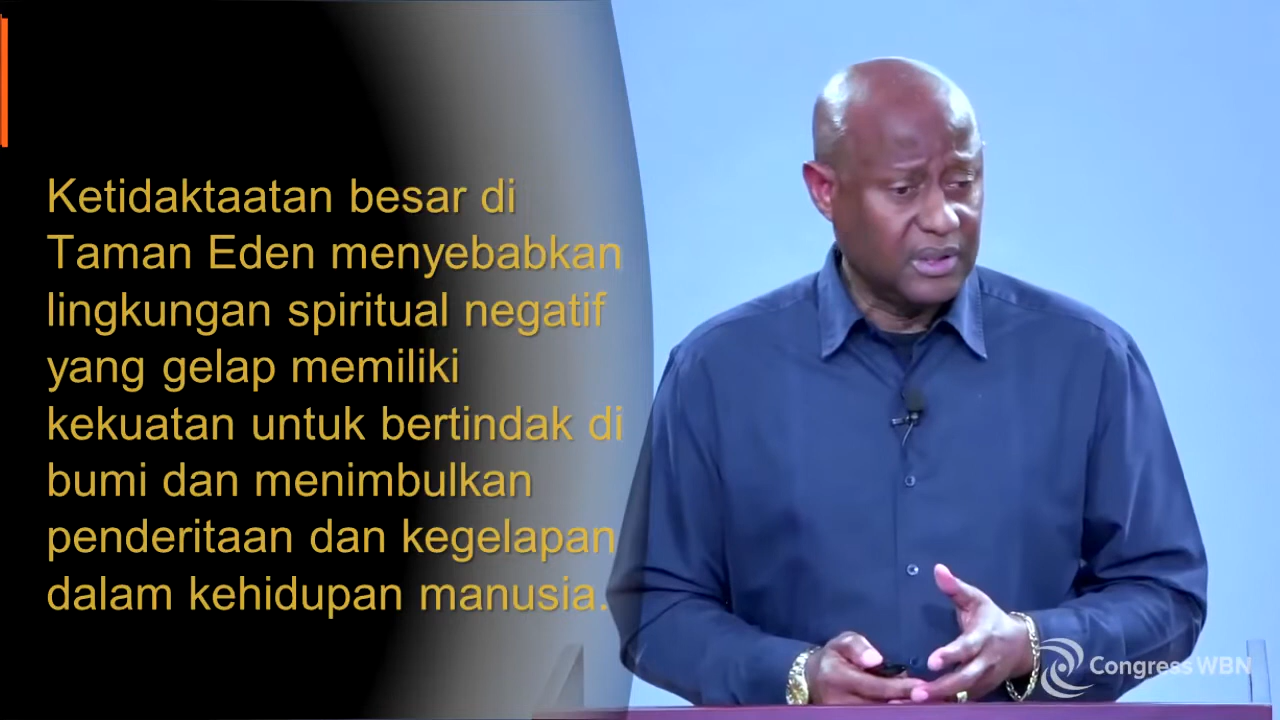 Ketidaktaatan besar di
Taman Eden menyebabkan
lingkungan spiritual negatif
yang gelap memiliki
kekuatan untuk bertindak di
bumi dan menimbulkan
penderitaan dan kegelapan
dalam kehidupan manusia.
Congress WBN